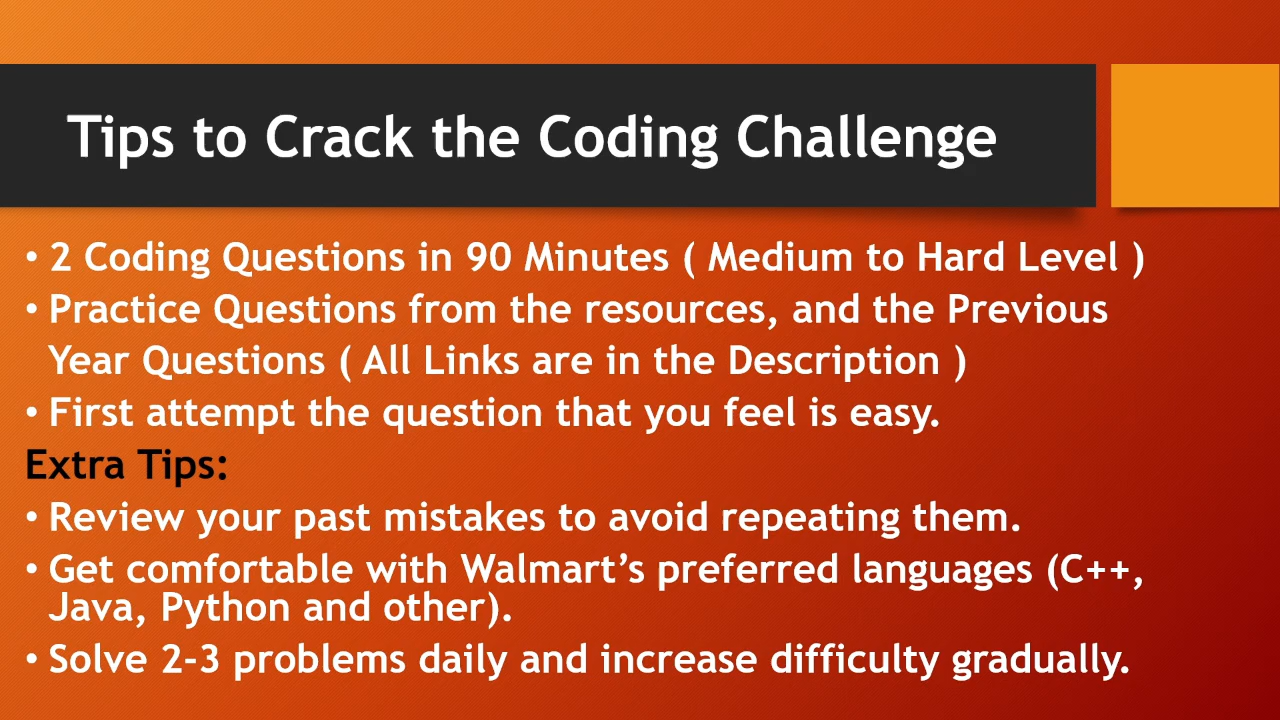 Tips to Crack the Coding Challenge
• 2 Coding Questions in 90 Minutes ( Medium to Hard Level )
• Practice Questions from the resources, and the Previous
Year Questions ( All Links are in the Description )
• First attempt the question that you feel is easy.
Extra Tips:
• Review your past mistakes to avoid repeating them.
• Get comfortable with Walmart’s preferred languages (C++,
Java, Python and other).
• Solve 2-3 problems daily and increase difficulty gradually.